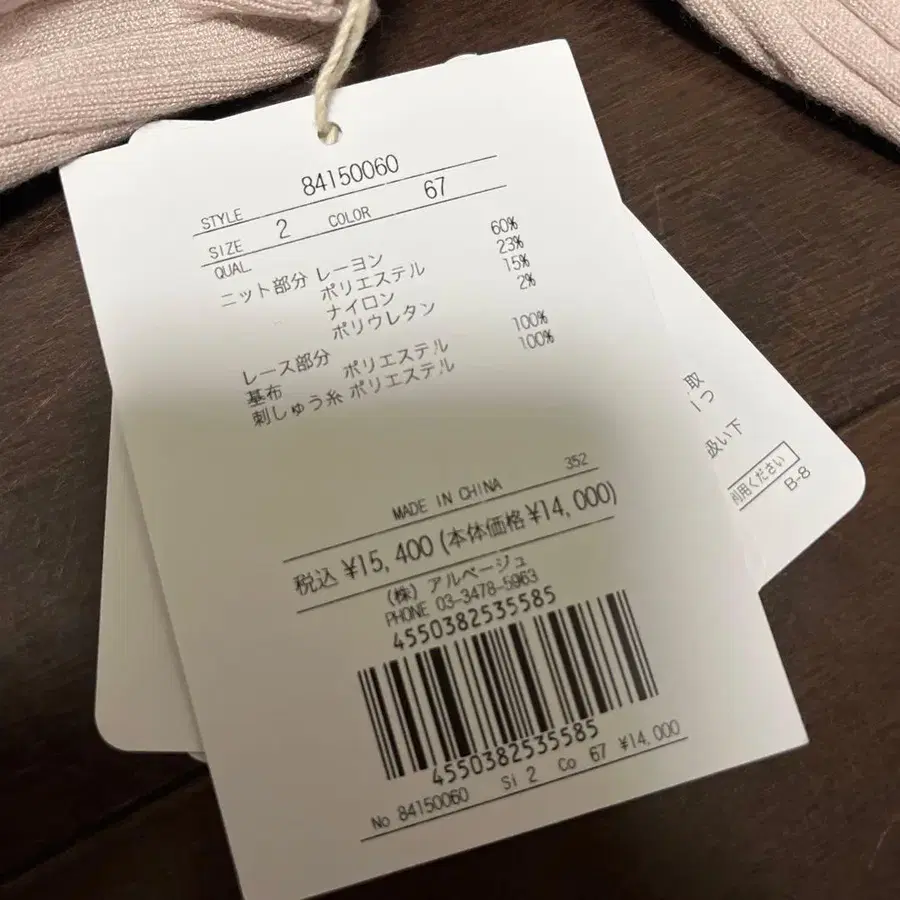 STYLE 84150060
SIZE 2 COLOR 67
QUAL.
ニット部分 レーヨン 60%
ポリエステル 23%
ナイロン 15%
ポリウレタン 2%
レース部分
基布 ポリエステル 100%
刺しゅう糸 ポリエステル 100%
352
MADE IN CHINA
税込 ¥15,400 (本体価格 ¥14,000)
(株) アルページュ
PHONE 03-3478-5963
4550382535585
4550382535585
No 84150060 Si 2 Co 67 ¥14,000
取
1つ
扱い下
利用ください
B-8